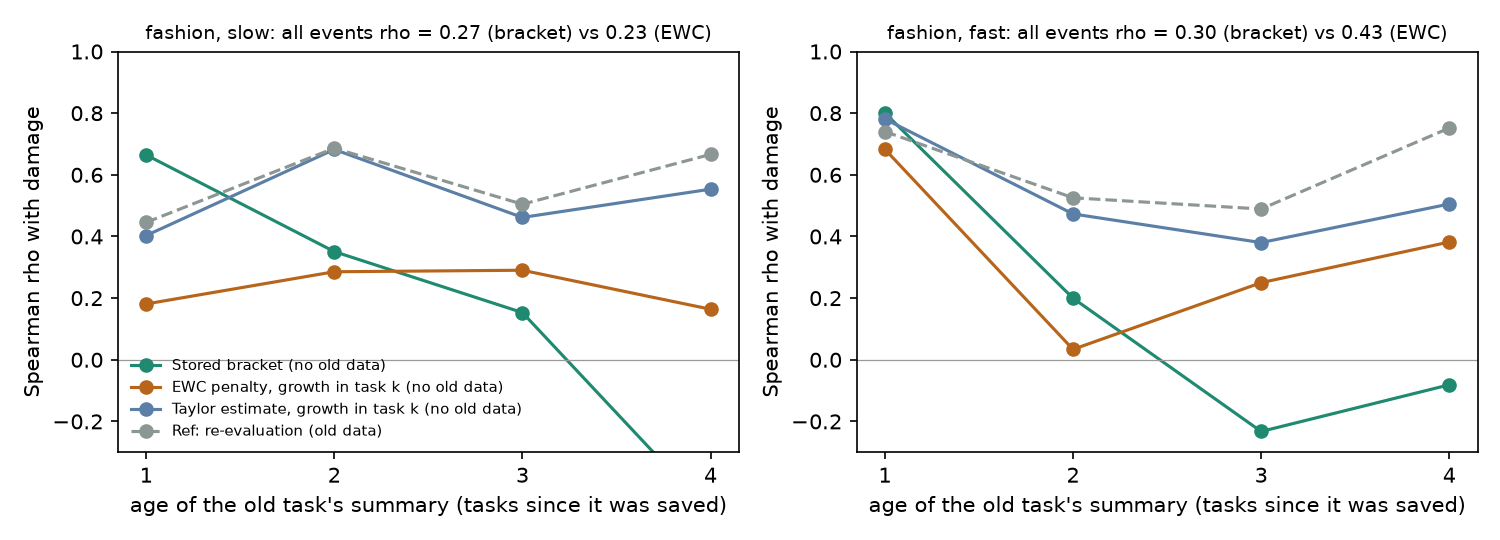 fashion, slow: all events rho = 0.27 (bracket) vs 0.23 (EWC)
Spearman rho with damage
1.0
0.8
0.6
0.4
0.2
0.0
−0.2
Stored bracket (no old data)
EWC penalty, growth in task k (no old data)
Taylor estimate, growth in task k (no old data)
Ref: re-evaluation (old data)
1 2 3 4
age of the old task's summary (tasks since it was saved)
fashion, fast: all events rho = 0.30 (bracket) vs 0.43 (EWC)
Spearman rho with damage
1.0
0.8
0.6
0.4
0.2
0.0
−0.2
1 2 3 4
age of the old task's summary (tasks since it was saved)